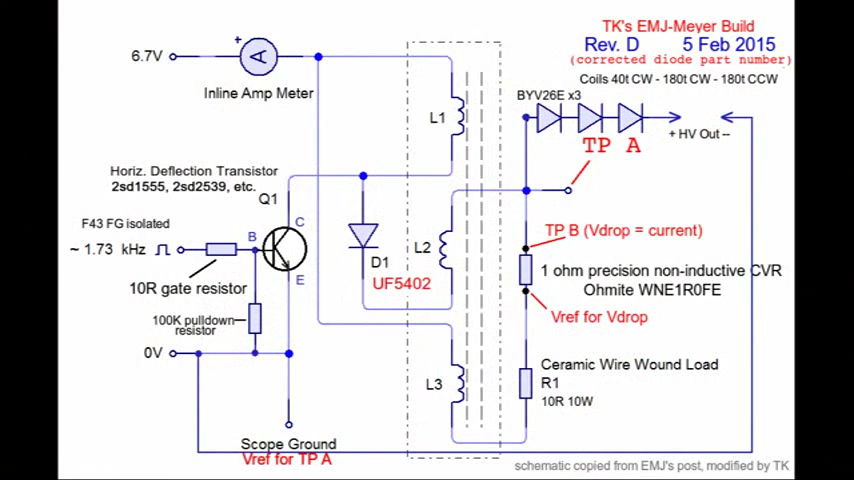 TK's EMJ-Meyer Build
Rev. D 5 Feb 2015
(corrected diode part number)
Coils 40t CW - 180t CW - 180t CCW
6.7V
+
A
Inline Amp Meter
BYV26E x3
L1
+ HV Out --
TP A
Horiz. Deflection Transistor
2sd1555, 2sd2539, etc.
Q1
C
F43 FG isolated
~ 1.73 kHz
B
E
10R gate resistor
D1
UF5402
L2
TP B (Vdrop = current)
1 ohm precision non-inductive CVR
Ohmite WNE1R0FE
Vref for Vdrop
100K pulldown
resistor
0V
L3
Ceramic Wire Wound Load
R1
10R 10W
Scope Ground
Vref for TP A
schematic copied from EMJ's post, modified by TK